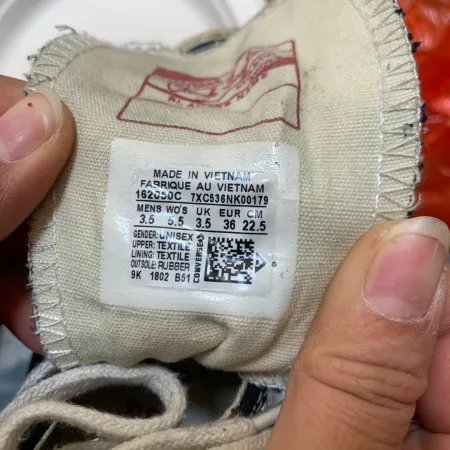 MADE IN VIETNAM
FABRIQUE AU VIETNAM
162050C 7XC536NK00179
MENS WO'S UK EUR CM
3.5 5.5 3.5 36 22.5
GENDER: UNISEX
UPPER: TEXTILE
LINING: TEXTILE
OUTSOLE: RUBBER
9K 1802 B51
CONVERSE